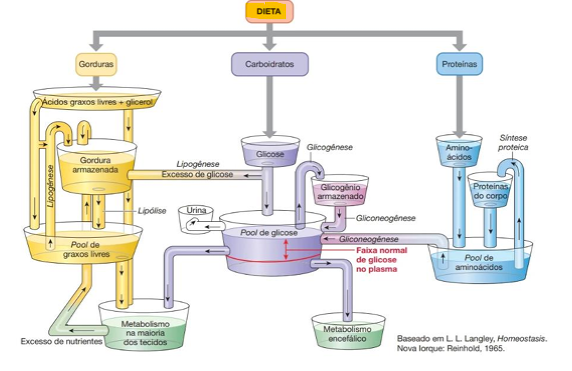 DIETA
Gorduras
Carboidratos
Proteínas
Ácidos graxos livres + glicerol
Glicose
Glicogênese
Amino-
ácidos
Síntese
proteica
Gordura
armazenada
Lipogênese
Lipogênese
Excesso de glicose
Glicogênio
armazenado
Proteínas
do corpo
Lipólise
Urina
Gliconeogênese
Pool de
graxos livres
Pool de glicose
Gliconeogênese
Faixa normal
de glicose
no plasma
Pool de
aminoácidos
Metabolismo
na maioria
dos tecidos
Excesso de nutrientes
Metabolismo
encefálico
Baseado em L. L. Langley, Homeostasis.
Nova Iorque: Reinhold, 1965.